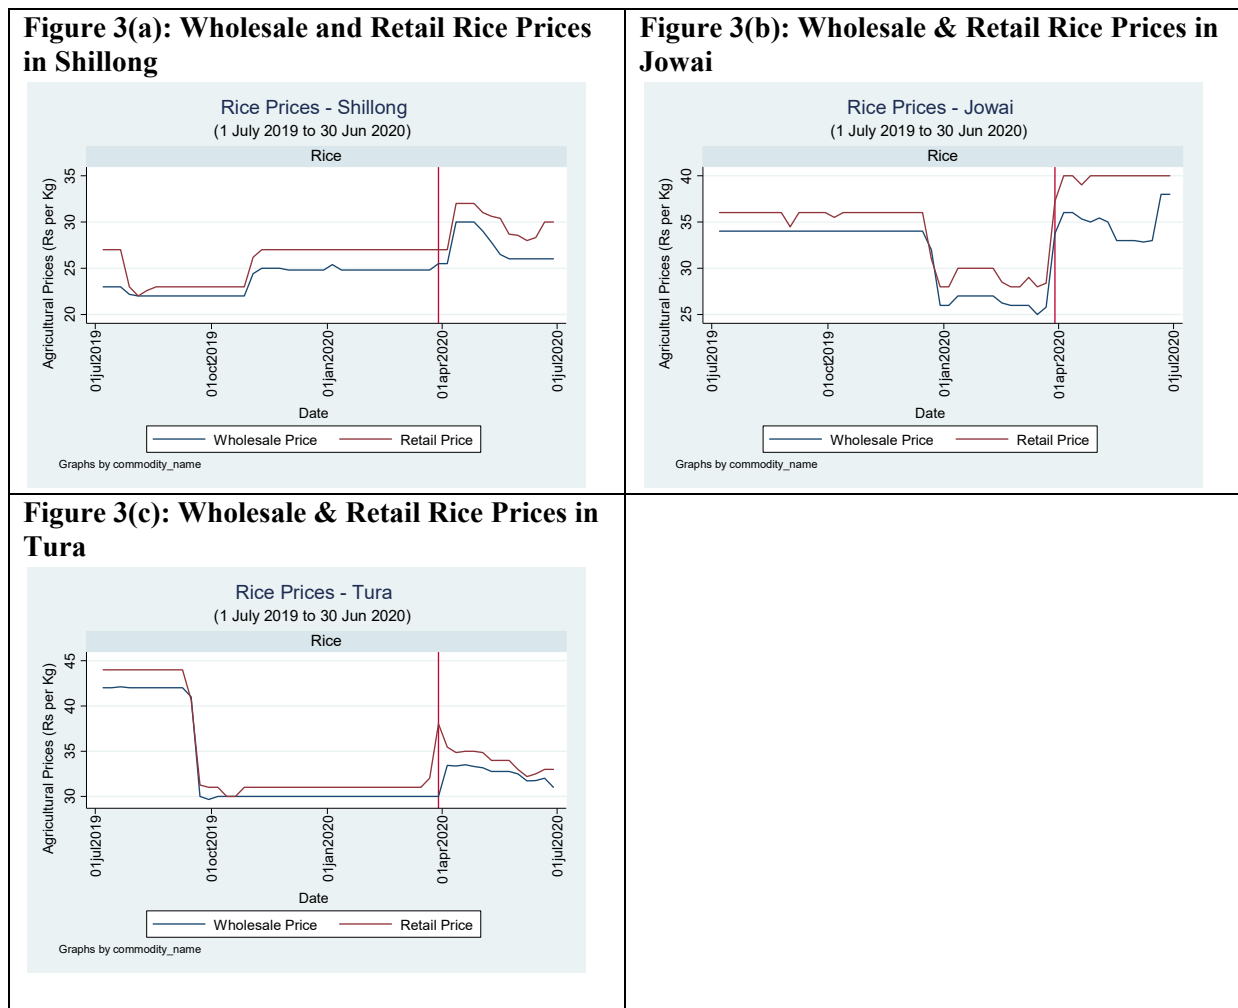 Figure 3(a): Wholesale and Retail Rice Prices
in Shillong
Rice Prices - Shillong
(1 July 2019 to 30 Jun 2020)
Rice
Agricultural Prices (Rs per Kg)
35
30
25
20
01jul2019
01oct2019
01jan2020
01apr2020
01jul2020
Date
Wholesale Price
Retail Price
Graphs by commodity_name
Figure 3(b): Wholesale & Retail Rice Prices in
Jowai
Rice Prices - Jowai
(1 July 2019 to 30 Jun 2020)
Rice
Agricultural Prices (Rs per Kg)
40
35
30
25
01jul2019
01oct2019
01jan2020
01apr2020
01jul2020
Date
Wholesale Price
Retail Price
Graphs by commodity_name
Figure 3(c): Wholesale & Retail Rice Prices in
Tura
Rice Prices - Tura
(1 July 2019 to 30 Jun 2020)
Rice
Agricultural Prices (Rs per Kg)
45
40
35
30
01jul2019
01oct2019
01jan2020
01apr2020
01jul2020
Date
Wholesale Price
Retail Price
Graphs by commodity_name